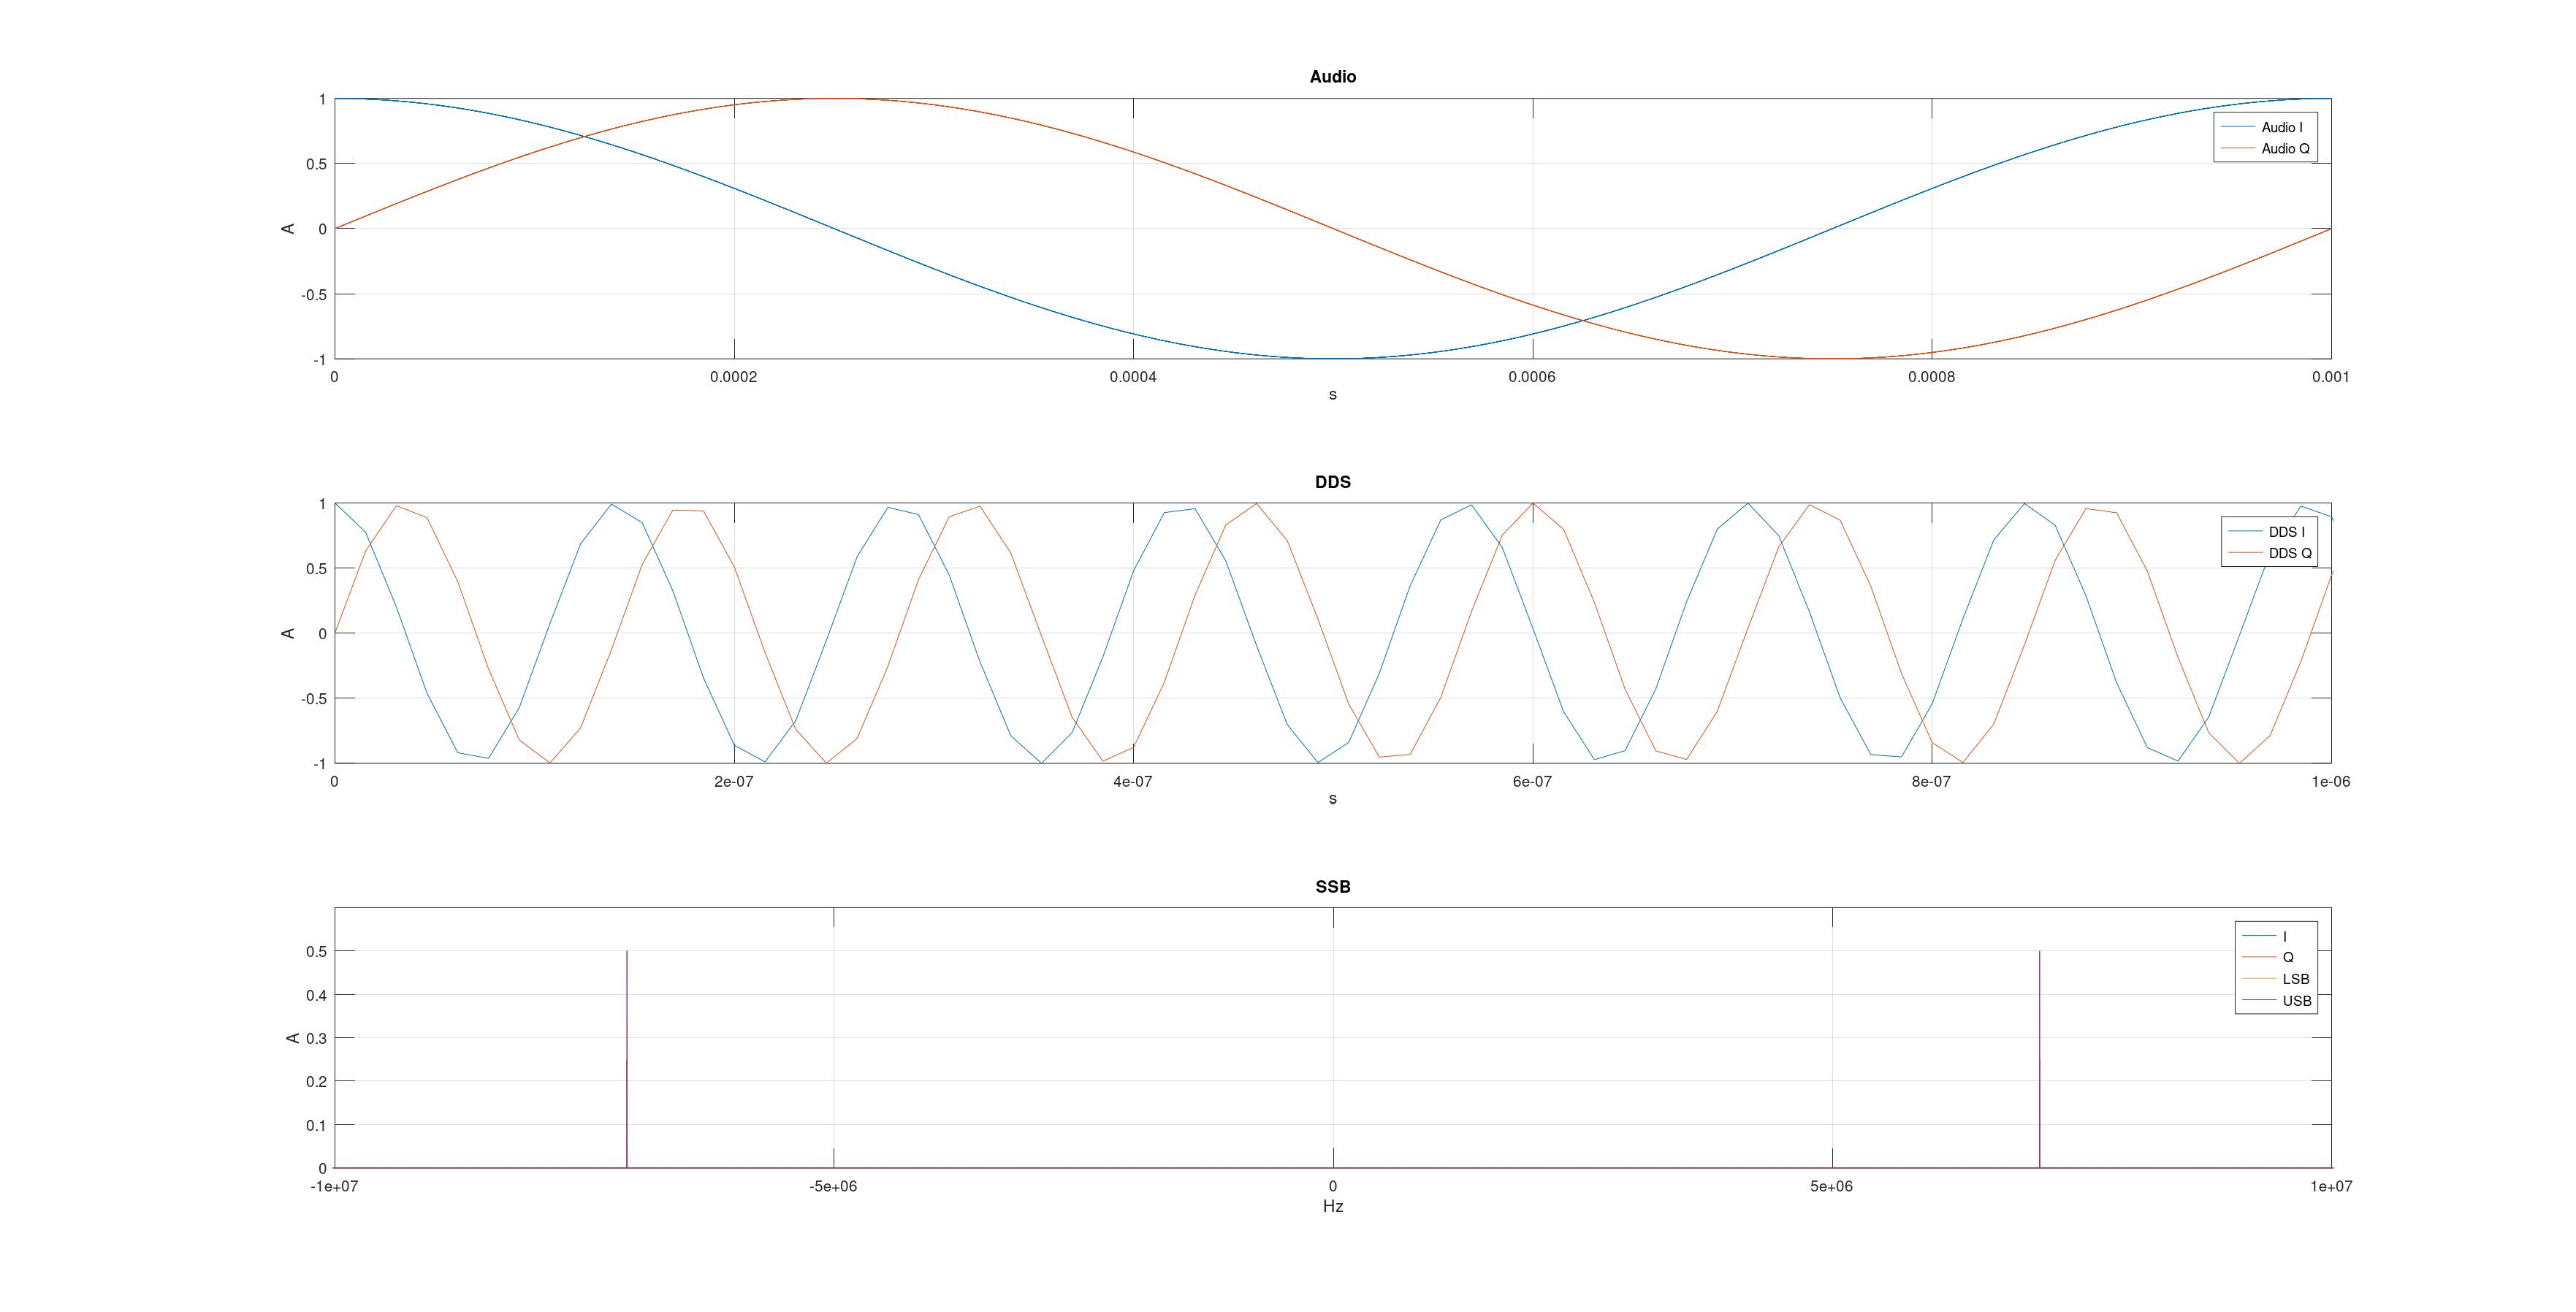 Audio
1
0.5
0
-0.5
-1
A
0 0.0002 0.0004 0.0006 0.0008 0.001
s
Audio I
Audio Q
DDS
1
0.5
0
-0.5
-1
A
0 2e-07 4e-07 6e-07 8e-07 1e-06
s
DDS I
DDS Q
SSB
0.5
0.4
0.3
0.2
0.1
0
A
-1e+07 -5e+06 0 5e+06 1e+07
Hz
I
Q
LSB
USB